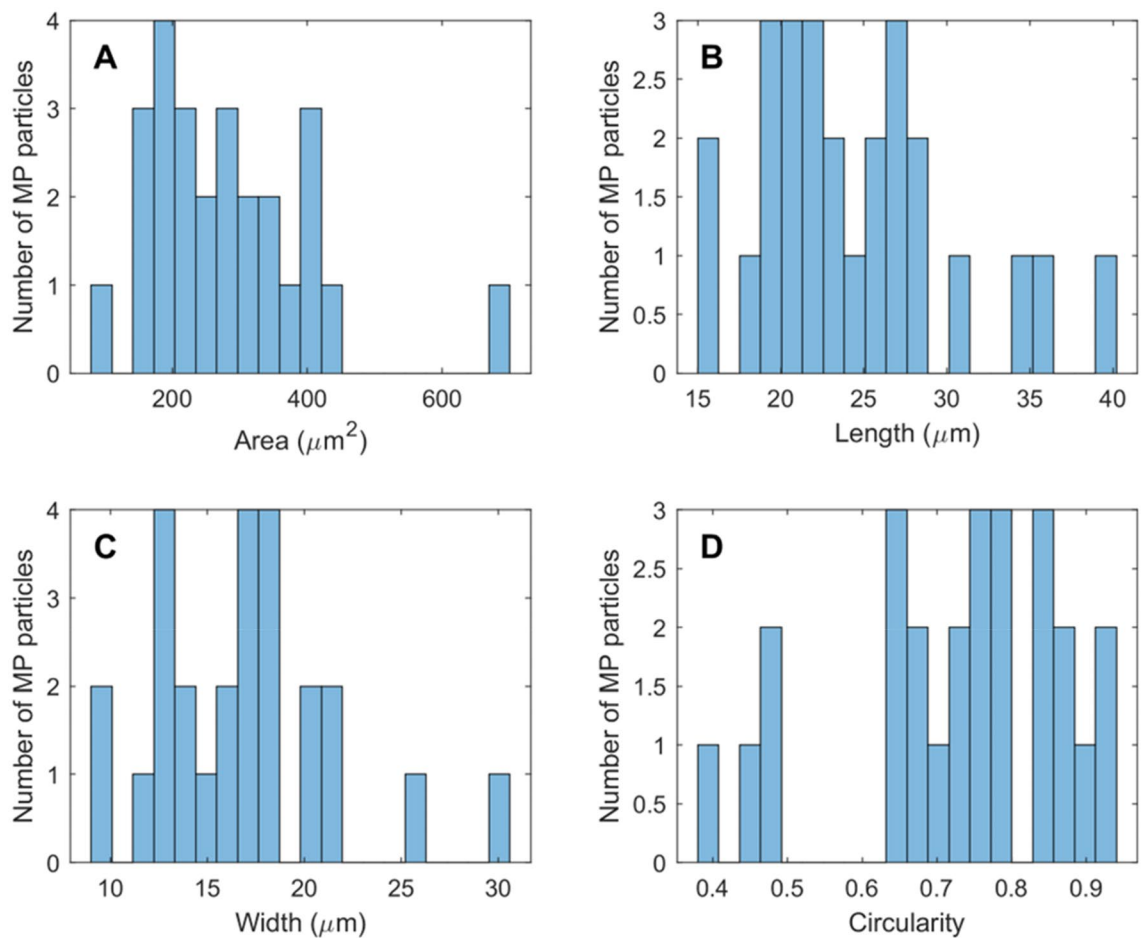 A
Number of MP particles
4
3
2
1
0
200 400 600
Area (μm2)
B
Number of MP particles
3
2.5
2
1.5
1
0.5
0
15 20 25 30 35 40
Length (μm)
C
Number of MP particles
4
3
2
1
0
10 15 20 25 30
Width (μm)
D
Number of MP particles
3
2.5
2
1.5
1
0.5
0
0.4 0.5 0.6 0.7 0.8 0.9
Circularity